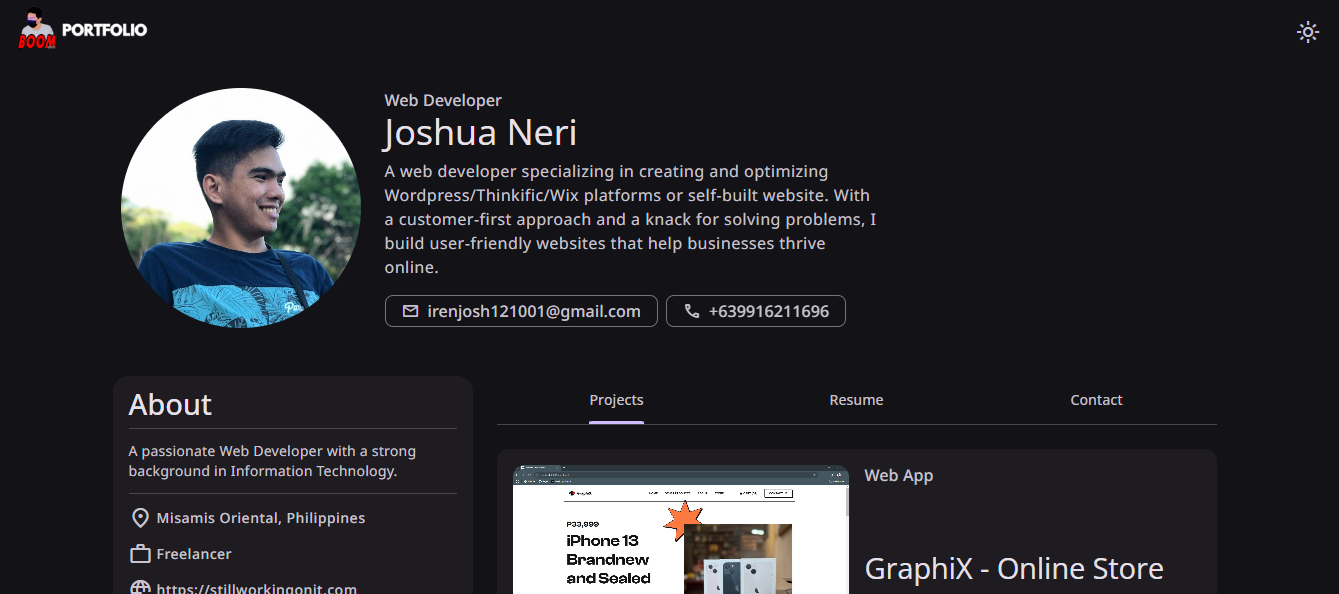 BOOM PORTFOLIO
Web Developer
Joshua Neri
A web developer specializing in creating and optimizing
Wordpress/Thinkific/Wix platforms or self-built website. With
a customer-first approach and a knack for solving problems, I
build user-friendly websites that help businesses thrive
online.
irenjosh121001@gmail.com
+639916211696
About
A passionate Web Developer with a strong
background in Information Technology.
Misamis Oriental, Philippines
Freelancer
https://stillworkingonit.com
Projects
Resume
Contact
Web App
GraphiX - Online Store
P33,999
iPhone 13
Brandnew
and Sealed